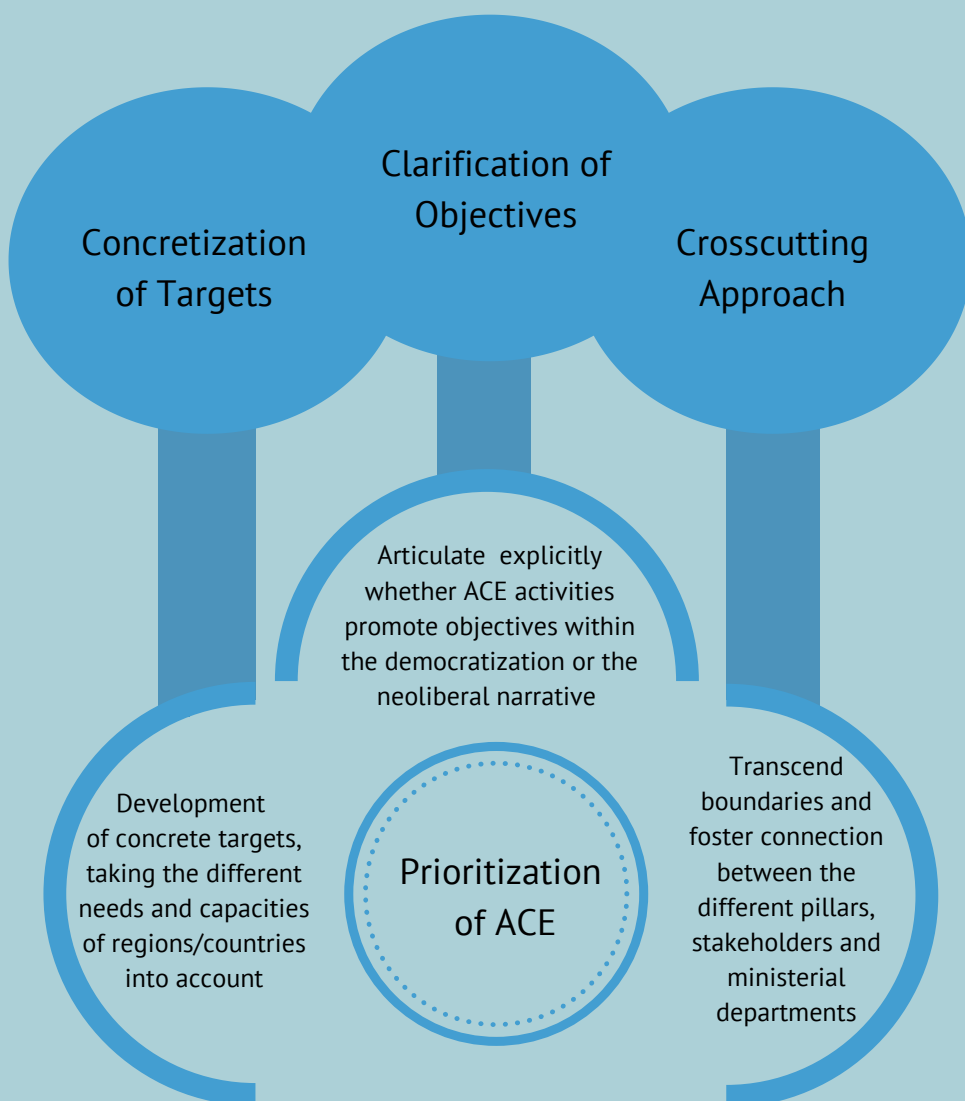 Clarification of
Objectives
Concretization
of Targets
Crosscutting
Approach
Articulate explicitly
whether ACE activities
promote objectives within
the democratization or the
neoliberal narrative
Development
of concrete targets,
taking the different
needs and capacities
of regions/countries
into account
Prioritization
of ACE
Transcend
boundaries and
foster connection
between the
different pillars,
stakeholders and
ministerial
departments